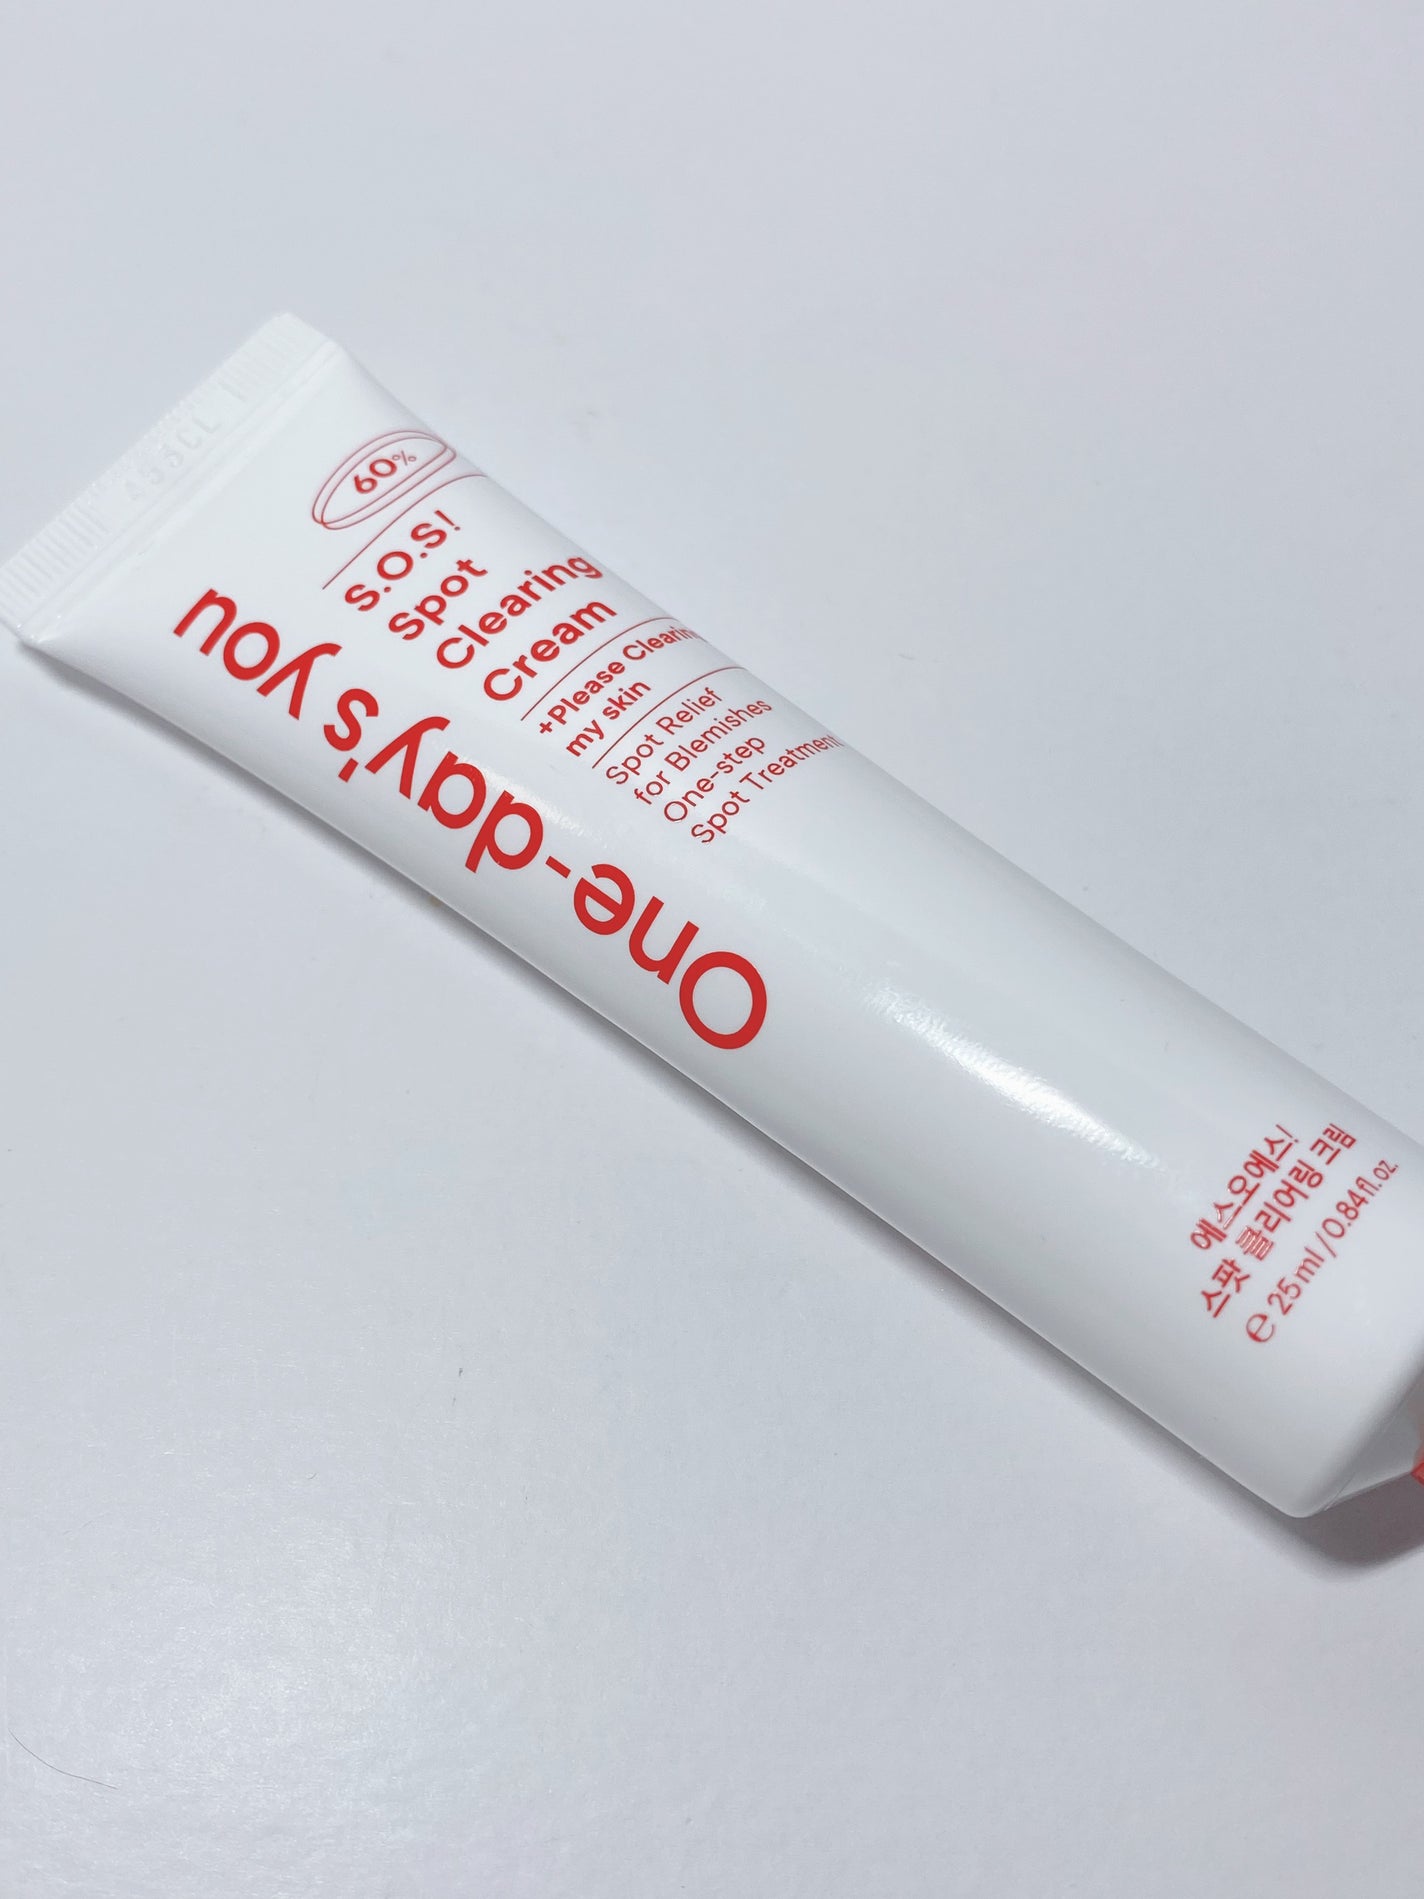 60%
S.O.S!
Spot
Clearing
Cream
+Please Clearing
my skin
Spot Relief
for Blemishes
One-step
Spot Treatment
One-day's you
에스오에스!
스팟 클리어링 크림
℮ 25ml/0.84fl.oz.